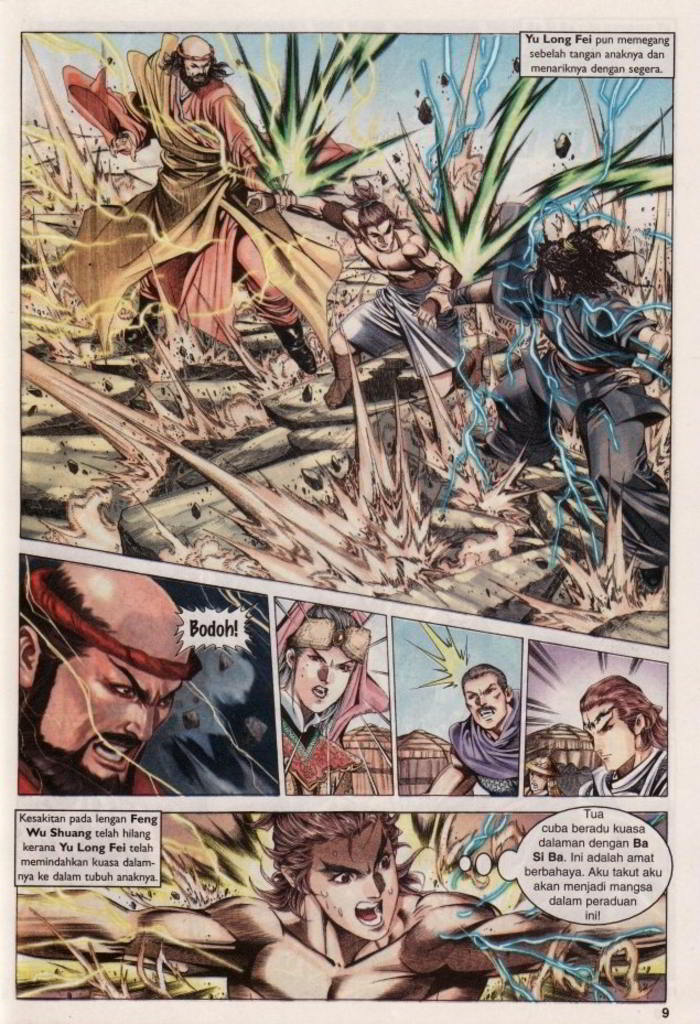 Yu Long Fei pun memegang
sebelah tangan anaknya dan
menariknya dengan segera.
Bodoh!
Kesakitan pada lengan Feng
Wu Shuang telah hilang
kerana Yu Long Fei telah
memindahkan kuasa dalam-
nya ke dalam tubuh anaknya.
Tua
cuba beradu kuasa
dalaman dengan Ba
Si Ba. Ini adalah amat
berbahaya. Aku takut aku
akan menjadi mangsa
dalam peraduan
ini!
9